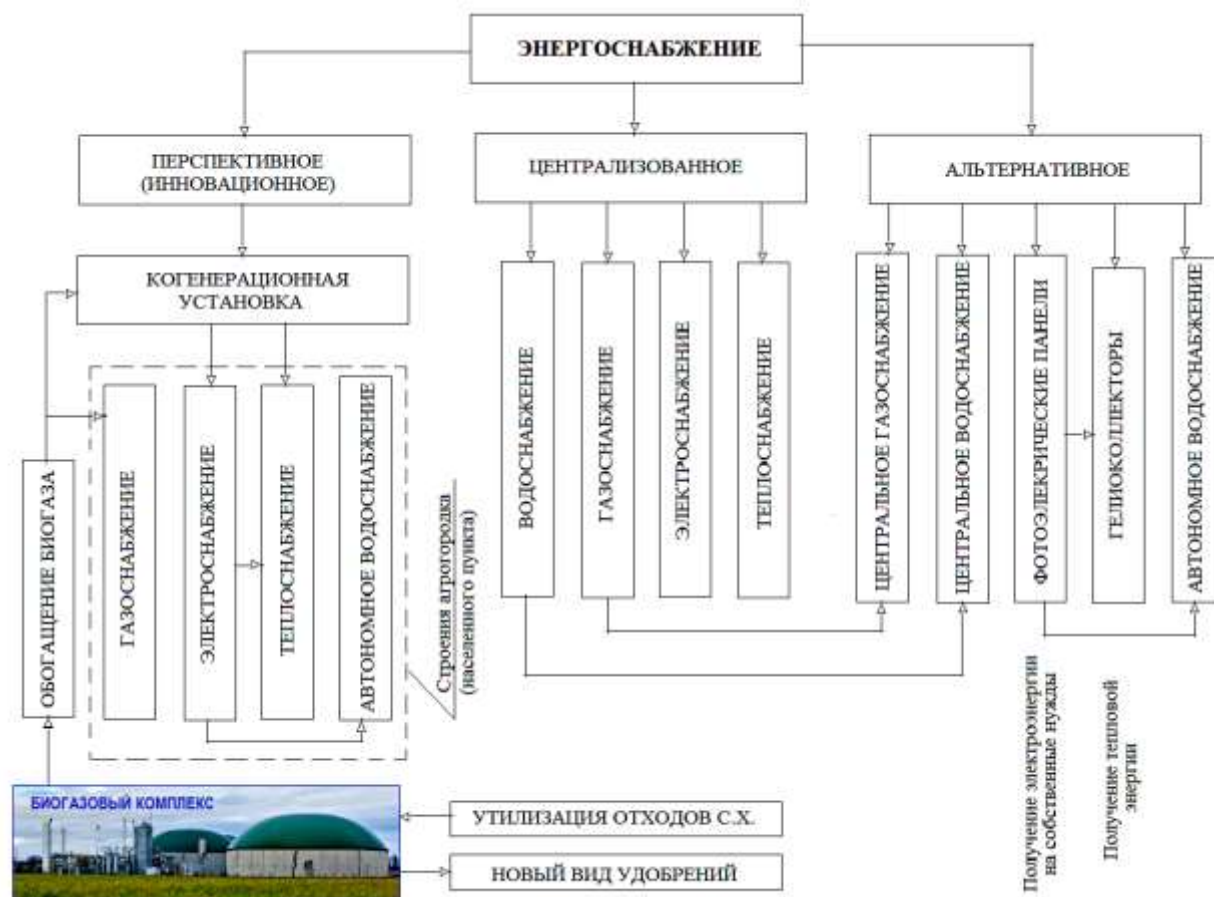 ЭНЕРГОСНАБЖЕНИЕ
ПЕРСПЕКТИВНОЕ
(ИННОВАЦИОННОЕ)
ЦЕНТРАЛИЗОВАННОЕ
АЛЬТЕРНАТИВНОЕ
КОГЕНЕРАЦИОННАЯ
УСТАНОВКА
ОБОГАЩЕНИЕ БИОГАЗА
ГАЗОСНАБЖЕНИЕ
ЭЛЕКТРОСНАБЖЕНИЕ
ТЕПЛОСНАБЖЕНИЕ
АВТОНОМНОЕ ВОДОСНАБЖЕНИЕ
Строения агрогородка
(населенного пункта)
ВОДОСНАБЖЕНИЕ
ГАЗОСНАБЖЕНИЕ
ЭЛЕКТРОСНАБЖЕНИЕ
ТЕПЛОСНАБЖЕНИЕ
ЦЕНТРАЛЬНОЕ ГАЗОСНАБЖЕНИЕ
ЦЕНТРАЛЬНОЕ ВОДОСНАБЖЕНИЕ
ФОТОЭЛЕКРИЧЕСКИЕ ПАНЕЛИ
ГЕЛИОКОЛЛЕКТОРЫ
АВТОНОМНОЕ ВОДОСНАБЖЕНИЕ
Получение электроэнергии
на собственные нужды
Получение тепловой
энергии
БИОГАЗОВЫЙ КОМПЛЕКС
УТИЛИЗАЦИЯ ОТХОДОВ С.Х.
НОВЫЙ ВИД УДОБРЕНИЙ